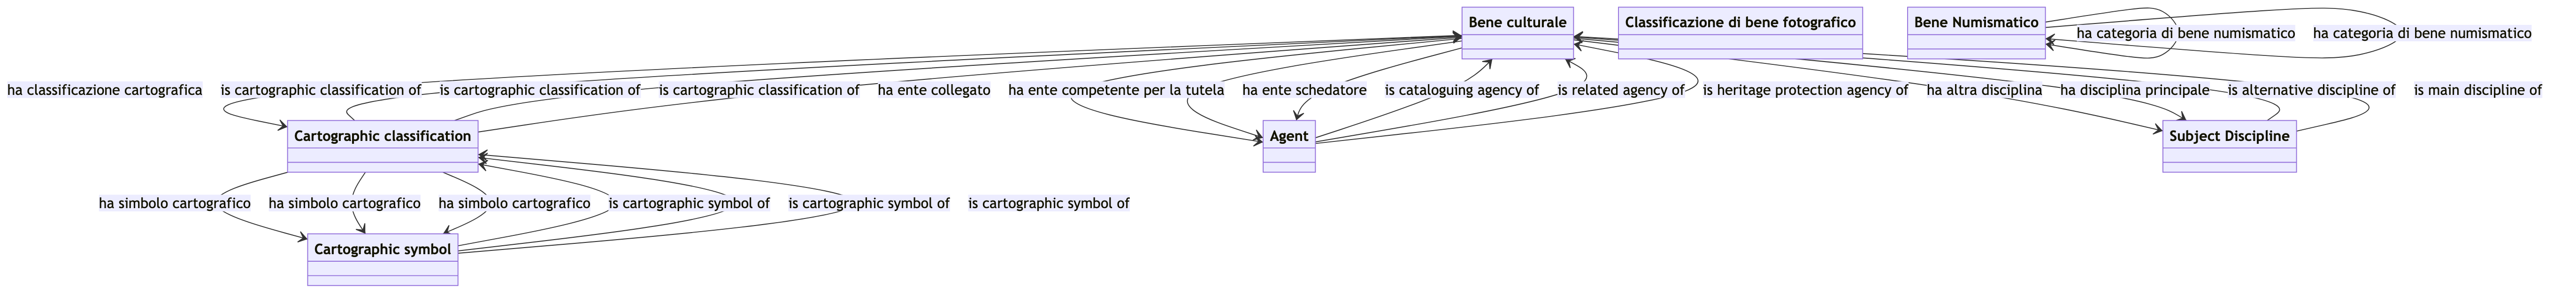 Bene culturale
Classificazione di bene fotografico
Bene Numismatico
ha categoria di bene numismatico
ha categoria di bene numismatico
ha classificazione cartografica
is cartographic classification of
is cartographic classification of
is cartographic classification of
ha ente collegato
ha ente competente per la tutela
ha ente schedatore
is cataloguing agency of
is related agency of
is heritage protection agency of
ha altra disciplina
ha disciplina principale
is alternative discipline of
is main discipline of
Cartographic classification
Agent
Subject Discipline
ha simbolo cartografico
ha simbolo cartografico
ha simbolo cartografico
is cartographic symbol of
is cartographic symbol of
is cartographic symbol of
Cartographic symbol